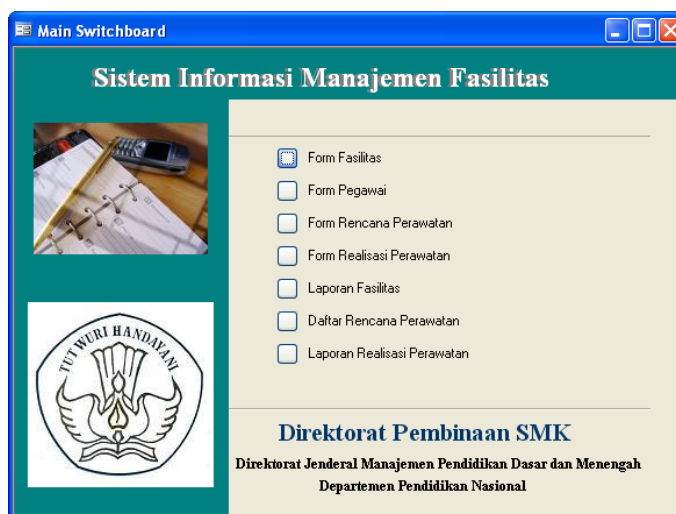 Main Switchboard
Sistem Informasi Manajemen Fasilitas
Form Fasilitas
Form Pegawai
Form Rencana Perawatan
Form Realisasi Perawatan
Laporan Fasilitas
Daftar Rencana Perawatan
Laporan Realisasi Perawatan
TUT WURI HANDAYANI
Direktorat Pembinaan SMK
Direktorat Jenderal Manajemen Pendidikan Dasar dan Menengah
Departemen Pendidikan Nasional